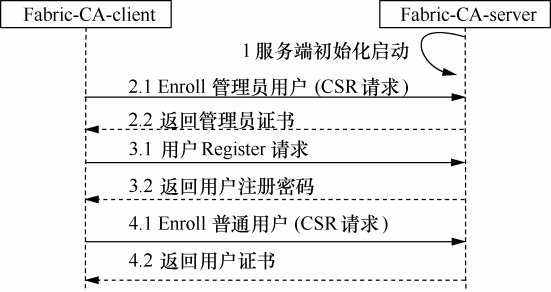 Fabric-CA-client
Fabric-CA-server
1 服务端初始化启动
2.1 Enroll 管理员用户 (CSR 请求)
2.2 返回管理员证书
3.1 用户 Register 请求
3.2 返回用户注册密码
4.1 Enroll 普通用户 (CSR 请求)
4.2 返回用户证书